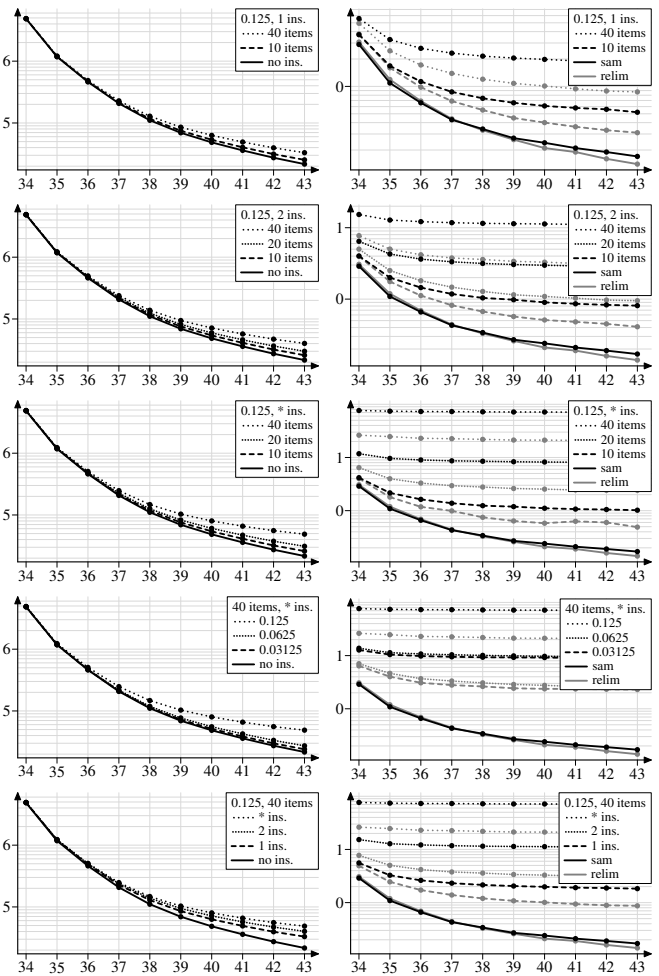 0.125, 1 ins.
40 items
10 items
no ins.
6
5
34 35 36 37 38 39 40 41 42 43
0.125, 1 ins.
40 items
10 items
sam
relim
0
34 35 36 37 38 39 40 41 42 43
0.125, 2 ins.
40 items
20 items
10 items
no ins.
6
5
34 35 36 37 38 39 40 41 42 43
0.125, 2 ins.
40 items
20 items
10 items
sam
relim
1
0
34 35 36 37 38 39 40 41 42 43
0.125, * ins.
40 items
20 items
10 items
no ins.
6
5
34 35 36 37 38 39 40 41 42 43
0.125, * ins.
40 items
20 items
10 items
sam
relim
1
0
34 35 36 37 38 39 40 41 42 43
40 items, * ins.
0.125
0.0625
0.03125
no ins.
6
5
34 35 36 37 38 39 40 41 42 43
40 items, * ins.
0.125
0.0625
0.03125
sam
relim
1
0
34 35 36 37 38 39 40 41 42 43
0.125, 40 items
* ins.
2 ins.
1 ins.
no ins.
6
5
34 35 36 37 38 39 40 41 42 43
0.125, 40 items
* ins.
2 ins.
1 ins.
sam
relim
1
0
34 35 36 37 38 39 40 41 42 43